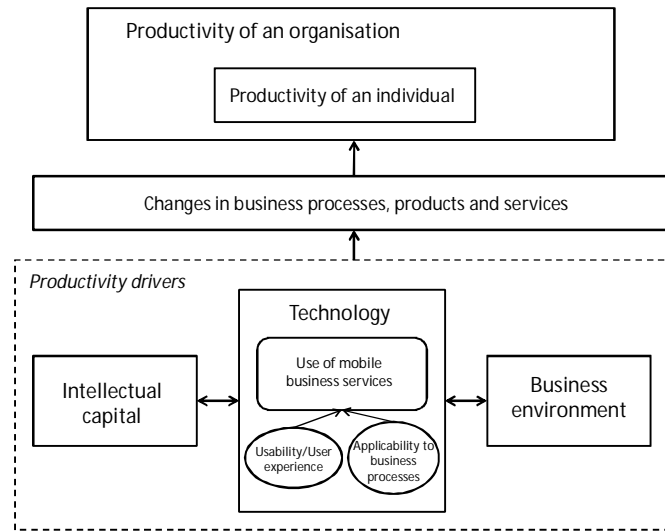 Productivity of an organisation
Productivity of an individual
Changes in business processes, products and services
Productivity drivers
Technology
Use of mobile
business services
Intellectual
capital
Business
environment
Usability/User
experience
Applicability to
business
processes